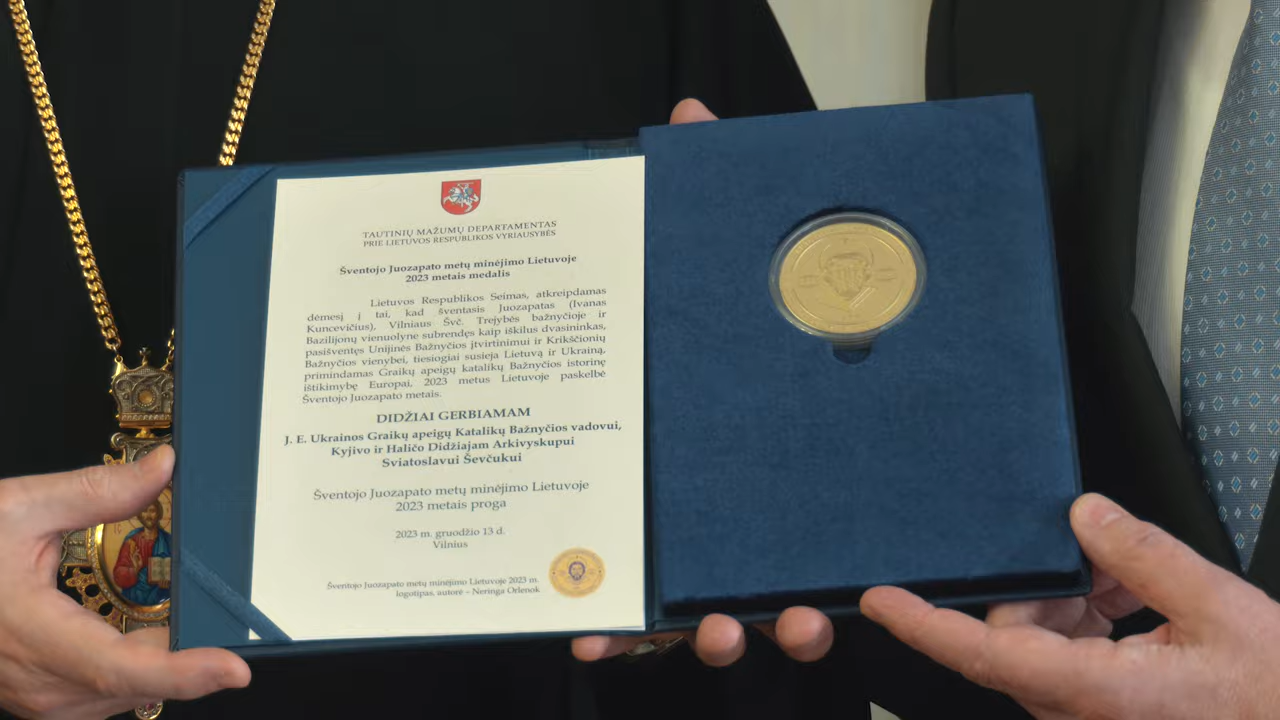 TAUTINIŲ MAŽUMŲ DEPARTAMENTAS
PRIE LIETUVOS RESPUBLIKOS VYRIAUSYBĖS
Šventojo Juozapato metų minėjimo Lietuvoje
2023 metais medalis
Lietuvos Respublikos Seimas, atkreipdamas
dėmesį į tai, kad šventasis Juozapatas (Ivanas
Kuncevičius), Vilniaus Švč. Trejybės bažnyčioje ir
Bazilijonų vienuolyne subrendęs kaip iškilus dvasininkas,
pasišventęs Unijinės Bažnyčios įtvirtinimui ir Krikščionių
Bažnyčios vienybei, tiesiogiai susieja Lietuvą ir Ukrainą,
primindamas Graikų apeigų katalikų Bažnyčios istorinę
ištikimybę Europai, 2023 metus Lietuvoje paskelbė
Šventojo Juozapato metais.
DIDŽIAI GERBIAMAM
J. E. Ukrainos Graikų apeigų Katalikų Bažnyčios vadovui,
Kyjivo ir Haličo Didžiajam Arkivyskupui
Sviatoslavui Ševčukui
Šventojo Juozapato metų minėjimo Lietuvoje
2023 metais proga
2023 m. gruodžio 13 d.
Vilnius
Šventojo Juozapato metų minėjimo Lietuvoje 2023 m.
logotipas, autorė – Neringa Orlenok